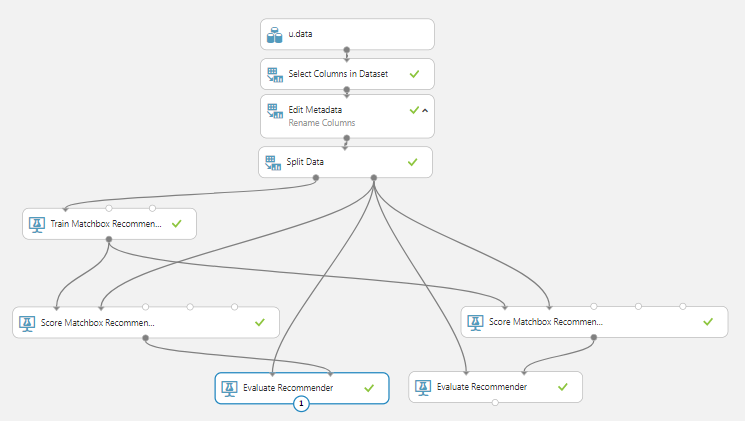 u.data
Select Columns in Dataset
Edit Metadata
Rename Columns
Split Data
Train Matchbox Recommen...
Score Matchbox Recommen...
Score Matchbox Recommen...
Evaluate Recommender
Evaluate Recommender
1